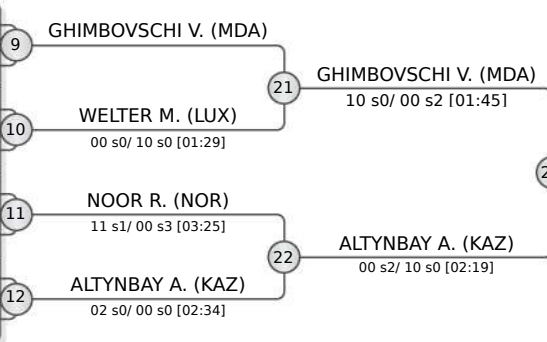 GHIMBOVSCHI V. (MDA)
9
21
GHIMBOVSCHI V. (MDA)
10 s0/ 00 s2 [01:45]
WELTER M. (LUX)
10
00 s0/ 10 s0 [01:29]
NOOR R. (NOR)
11
11 s1/ 00 s3 [03:25]
22
ALTYNBAY A. (KAZ)
00 s2/ 10 s0 [02:19]
ALTYNBAY A. (KAZ)
12
02 s0/ 00 s0 [02:34]